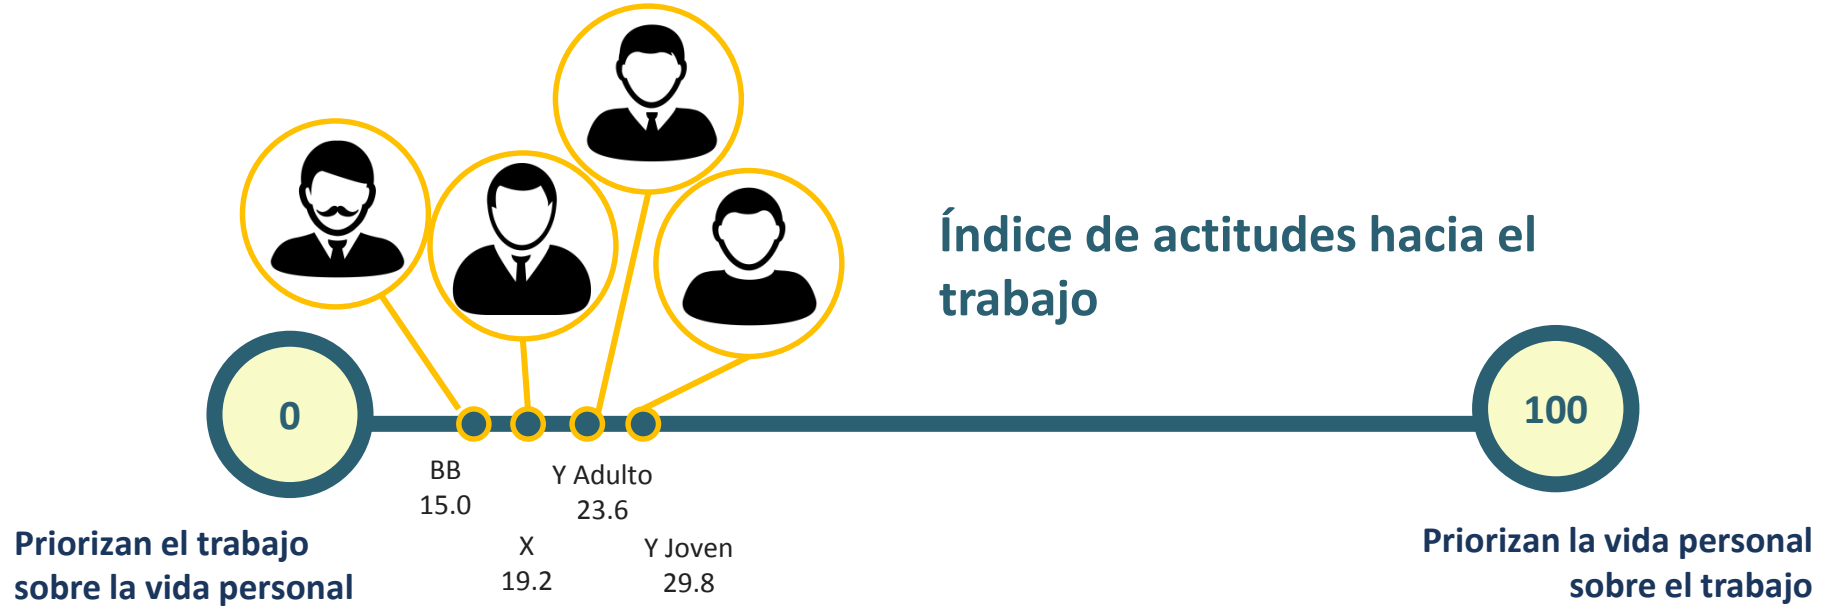 Índice de actitudes hacia el
trabajo
0
100
BB
15.0
X
19.2
Y Adulto
23.6
Y Joven
29.8
Priorizan el trabajo
sobre la vida personal
Priorizan la vida personal
sobre el trabajo